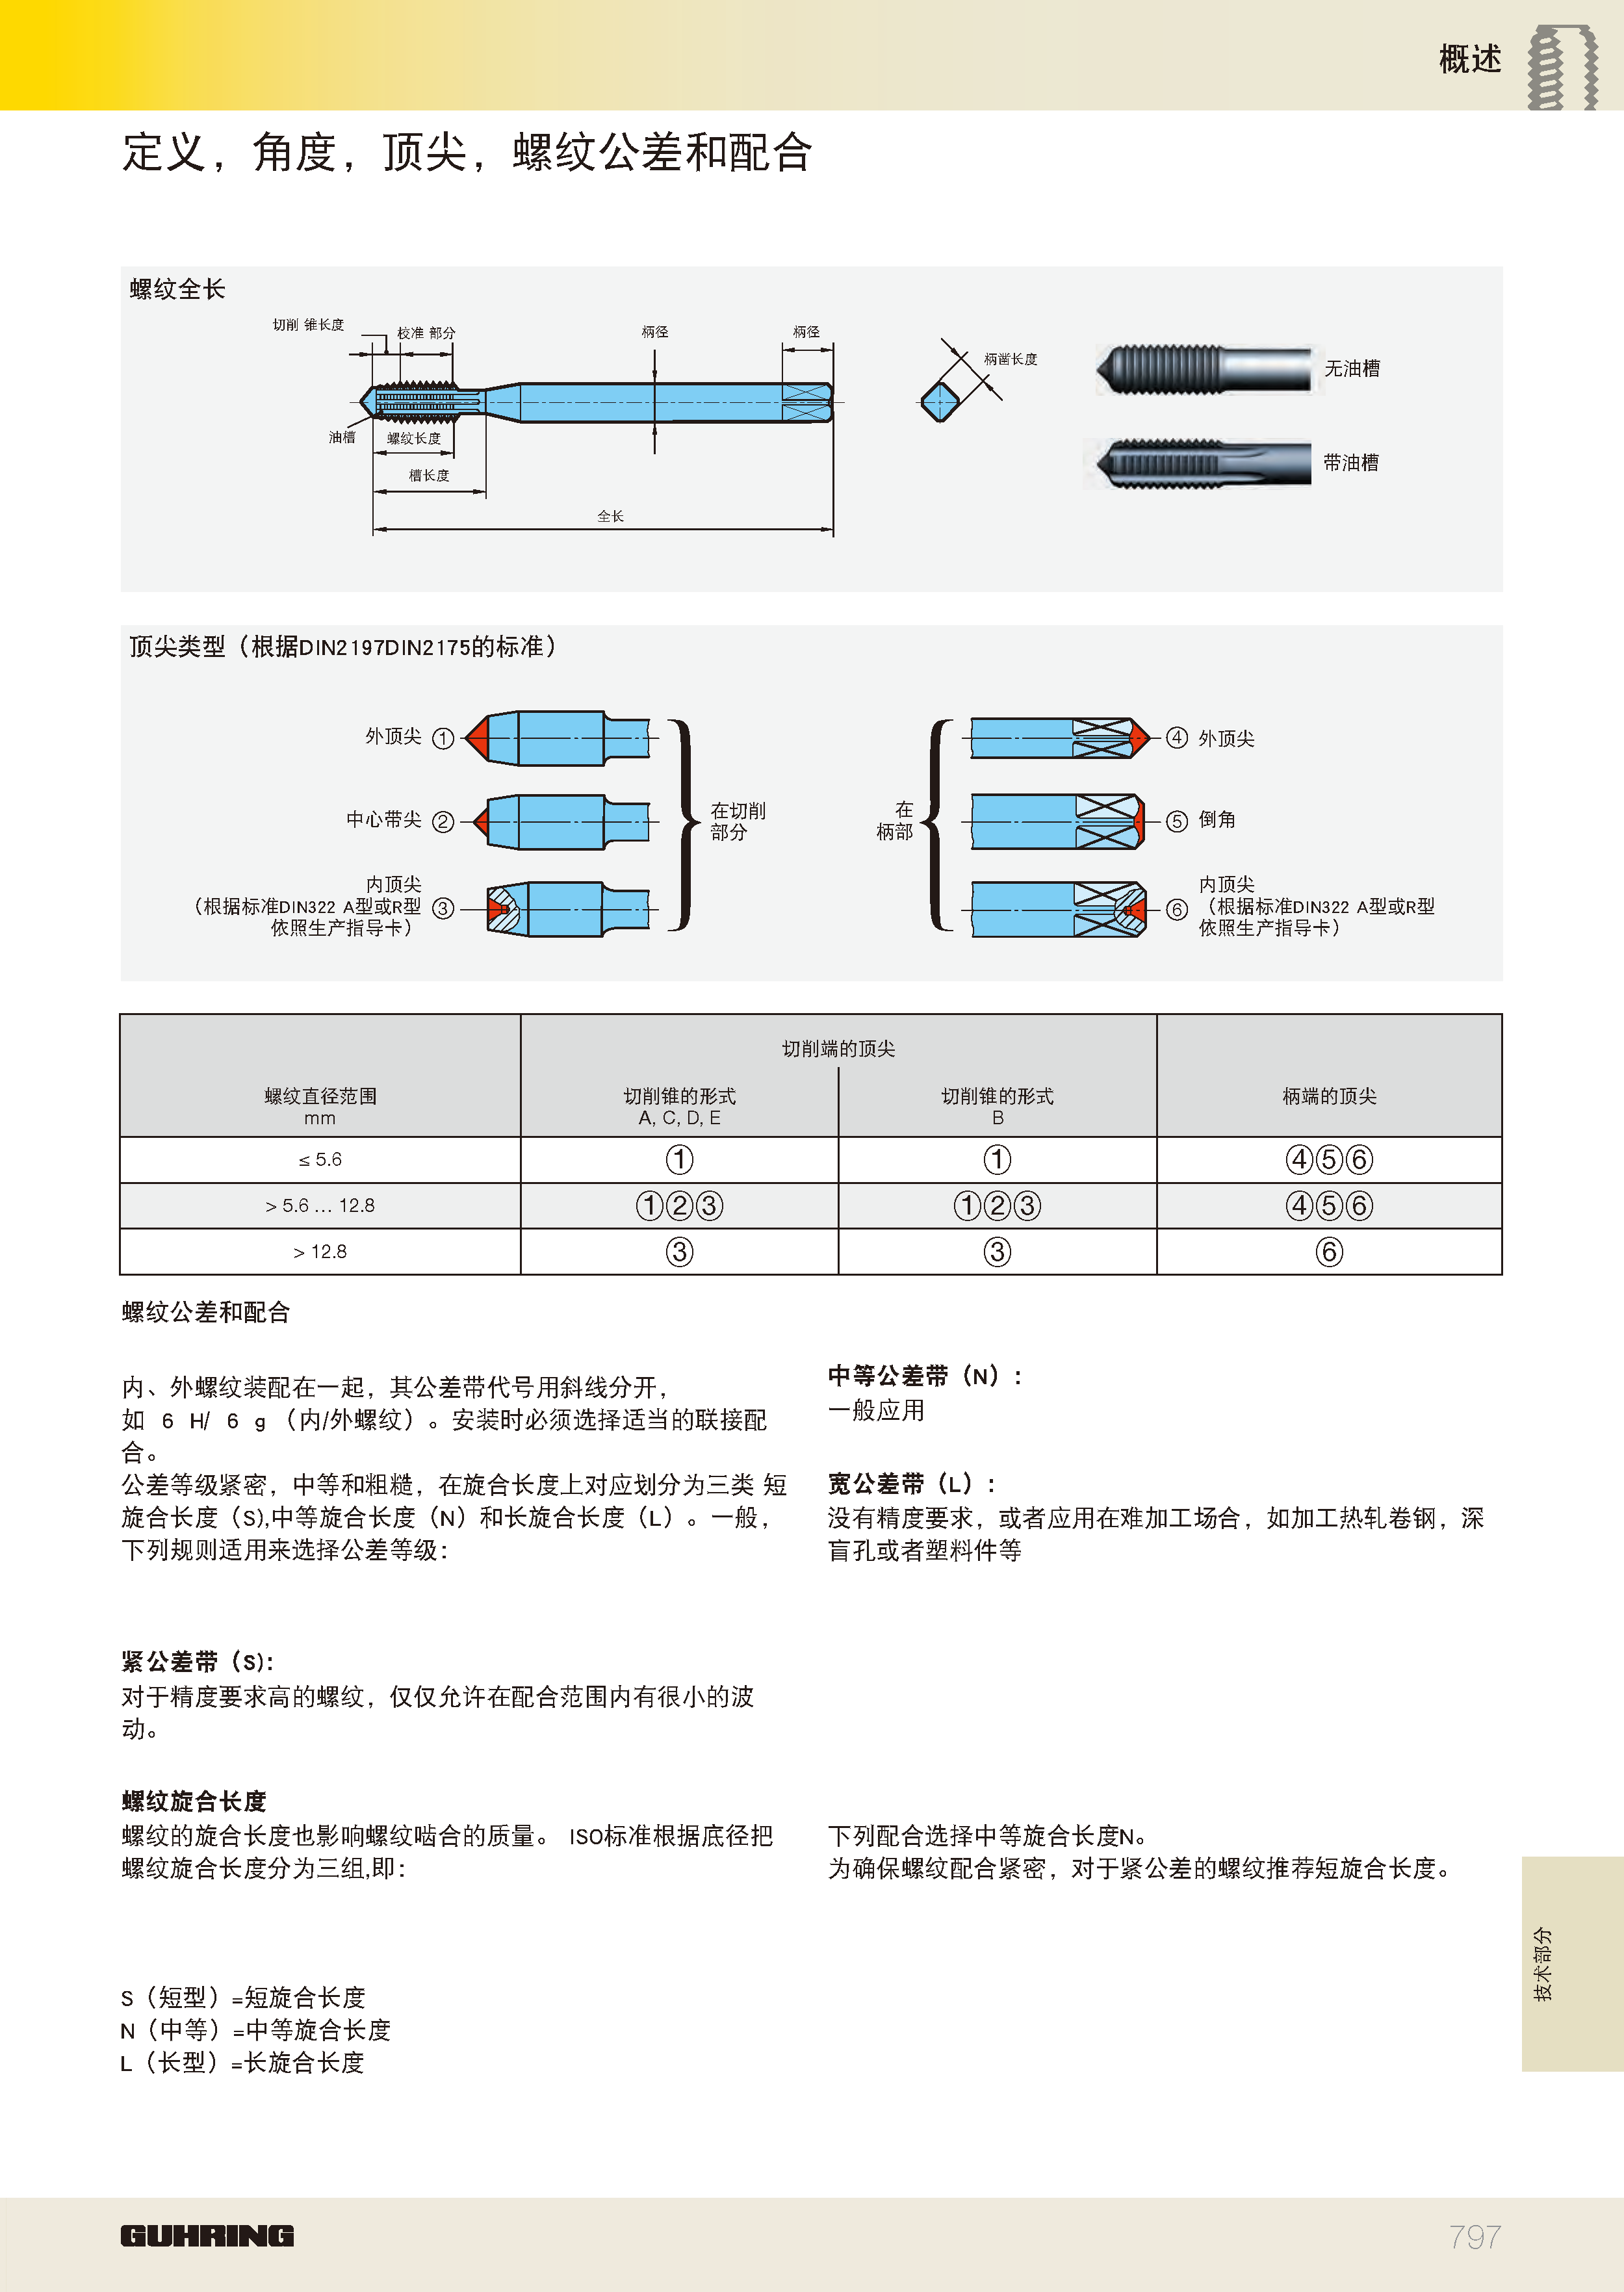 概述
定义，角度，顶尖，螺纹公差和配合
螺纹全长
切削 锥长度
校准 部分
柄径
柄径
柄凿长度
无油槽
油槽
螺纹长度
带油槽
槽长度
全长
顶尖类型（根据DIN2197DIN2175的标准）
外顶尖 ①
中心带尖 ②
内顶尖
（根据标准DIN322 A型或R型 ③
依照生产指导卡）
在切削
部分
在
柄部
④ 外顶尖
⑤ 倒角
内顶尖
⑥ （根据标准DIN322 A型或R型
依照生产指导卡）
切削端的顶尖
螺纹直径范围 切削锥的形式 切削锥的形式 柄端的顶尖
mm A, C, D, E B
≤ 5.6 ① ① ④⑤⑥
> 5.6 … 12.8 ①②③ ①②③ ④⑤⑥
> 12.8 ③ ③ ⑥
螺纹公差和配合
内、外螺纹装配在一起，其公差带代号用斜线分开，
如 6 H/ 6 g （内/外螺纹）。安装时必须选择适当的联接配
合。
公差等级紧密，中等和粗糙，在旋合长度上对应划分为三类 短
旋合长度（S),中等旋合长度（N）和长旋合长度（L）。一般，
下列规则适用来选择公差等级：
紧公差带（S)：
对于精度要求高的螺纹，仅仅允许在配合范围内有很小的波
动。
中等公差带（N）：
一般应用
宽公差带（L）：
没有精度要求，或者应用在难加工场合，如加工热轧卷钢，深
盲孔或者塑料件等
螺纹旋合长度
螺纹的旋合长度也影响螺纹啮合的质量。 ISO标准根据底径把
螺纹旋合长度分为三组,即：
S（短型）=短旋合长度
N（中等）=中等旋合长度
L（长型）=长旋合长度
下列配合选择中等旋合长度N。
为确保螺纹配合紧密，对于紧公差的螺纹推荐短旋合长度。
技术部分
GUHRING
797